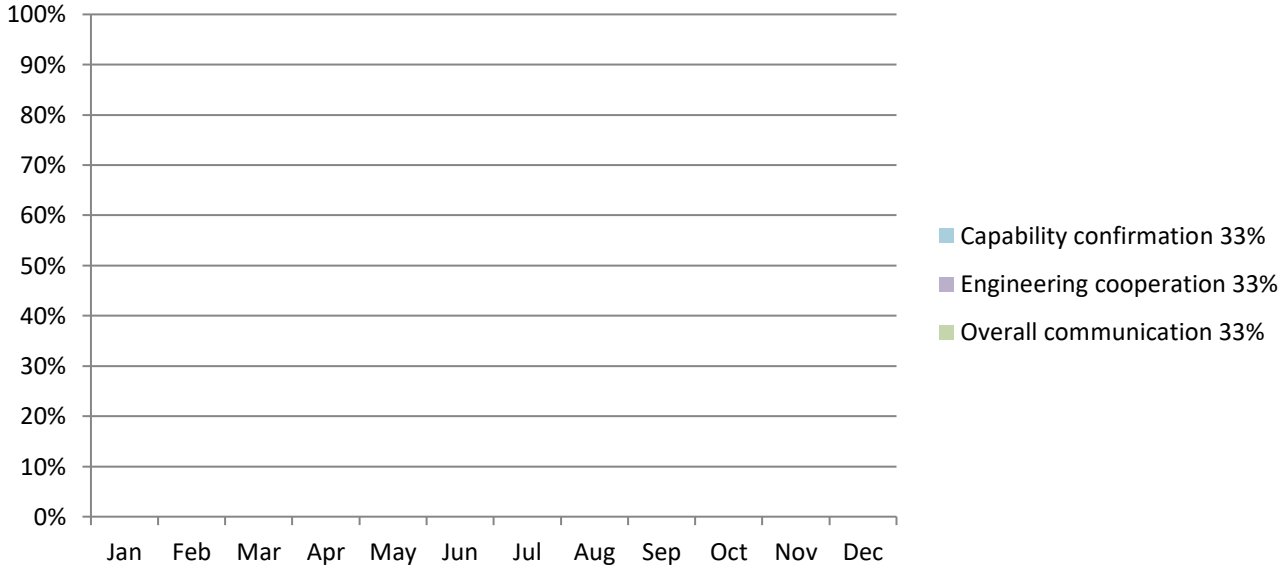 100%
90%
80%
70%
60%
50%
40%
30%
20%
10%
0%
Jan Feb Mar Apr May Jun Jul Aug Sep Oct Nov Dec
Capability confirmation 33%
Engineering cooperation 33%
Overall communication 33%